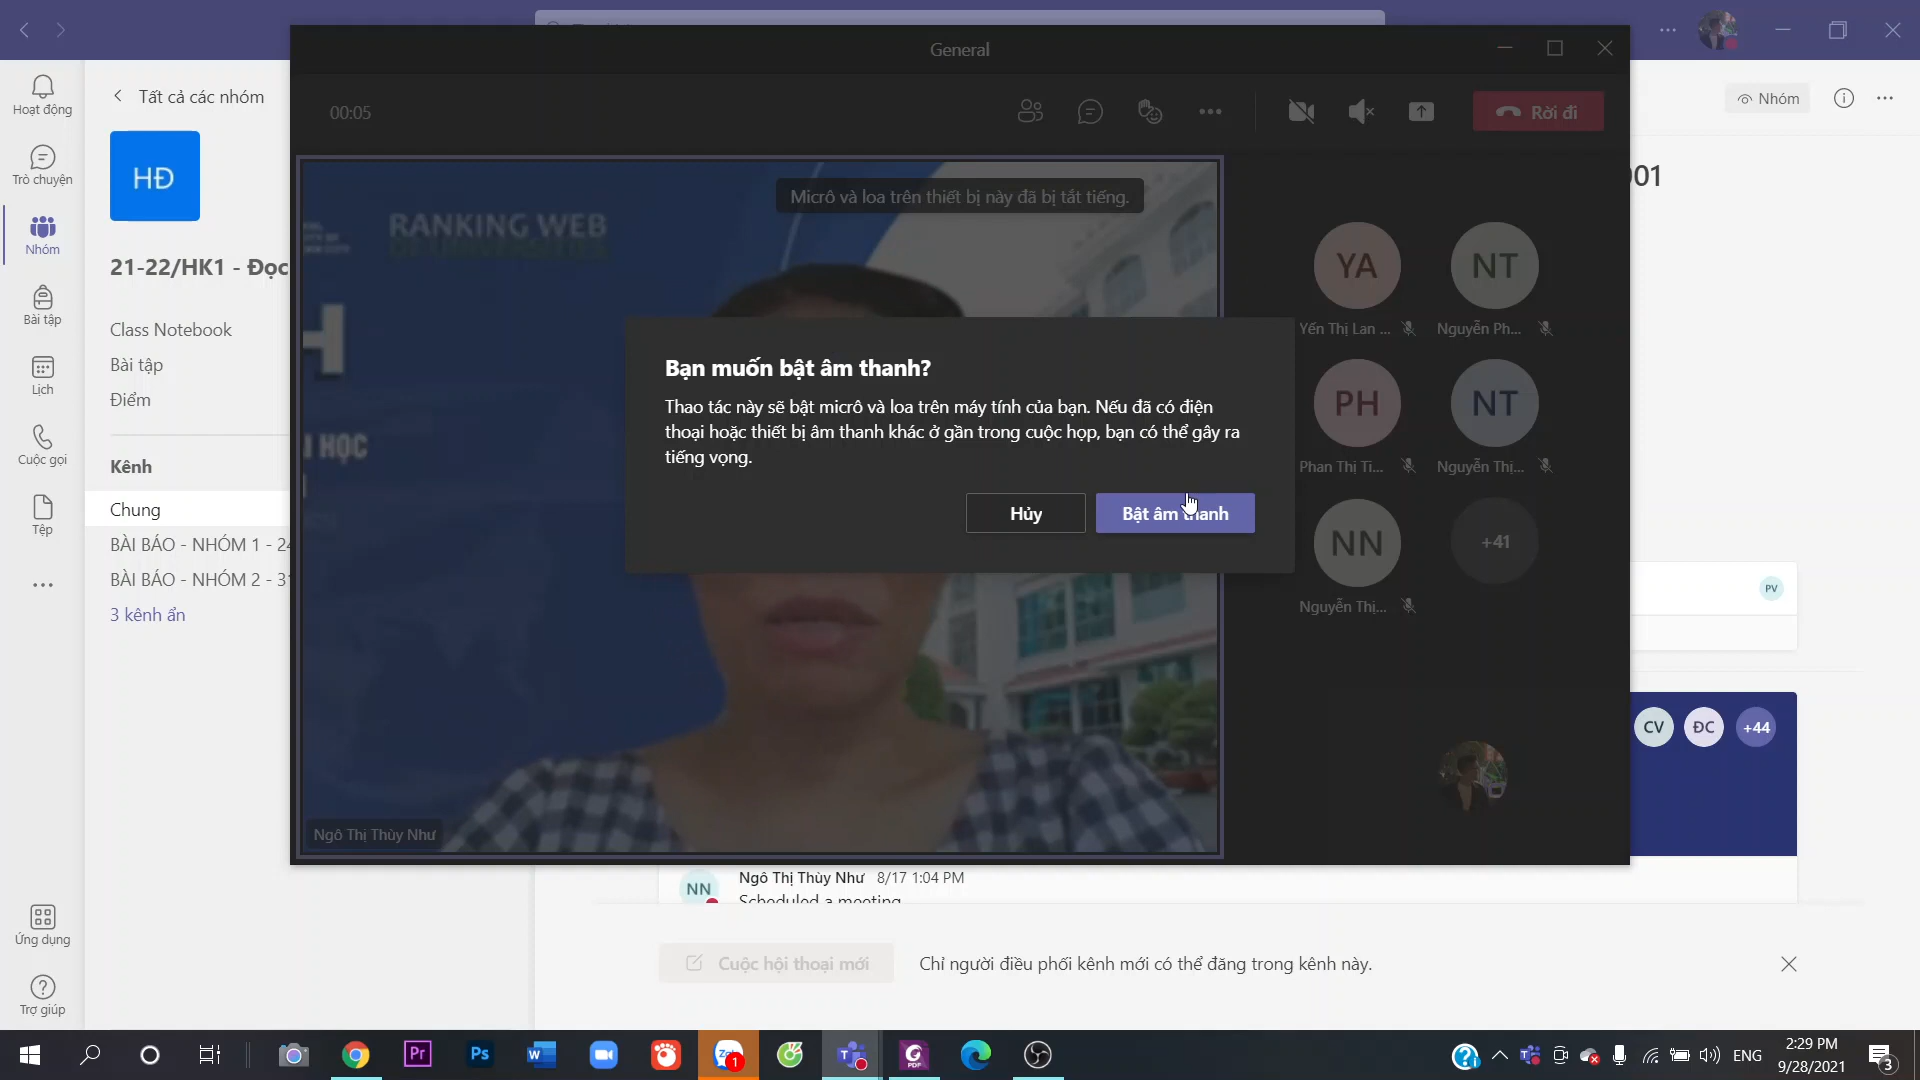 General
Hoạt động
Tất cả các nhóm
00:05
Rời đi
Nhóm
HĐ
Trò chuyện
Micrô và loa trên thiết bị này đã bị tắt tiếng.
001
RANKING WEB
Nhóm
21-22/HK1 - Đọc
YA
NT
Yến Thị Lan ...
Nguyễn Ph...
Bài tập
Class Notebook
Bài tập
Bạn muốn bật âm thanh?
Thao tác này sẽ bật micrô và loa trên máy tính của bạn. Nếu đã có điện
thoại hoặc thiết bị âm thanh khác ở gần trong cuộc họp, bạn có thể gây ra
tiếng vọng.
Hủy
Bật âm thanh
PH
NT
Phan Thị Ti...
Nguyễn Thị...
Lịch
Điểm
HỌC
Cuộc gọi
Kênh
Chung
Tệp
BÀI BÁO - NHÓM 1 - 24
BÀI BÁO - NHÓM 2 - 31
3 kênh ẩn
NN
+41
Nguyễn Thị...
PV
CV
ĐC
+44
Ngô Thị Thùy Như
NN
Ngô Thị Thùy Như 8/17 1:04 PM
Scheduled a meeting
Ứng dụng
Cuộc hội thoại mới
Chỉ người điều phối kênh mới có thể đăng trong kênh này.
Trợ giúp
ENG
2:29 PM
9/28/2021
3